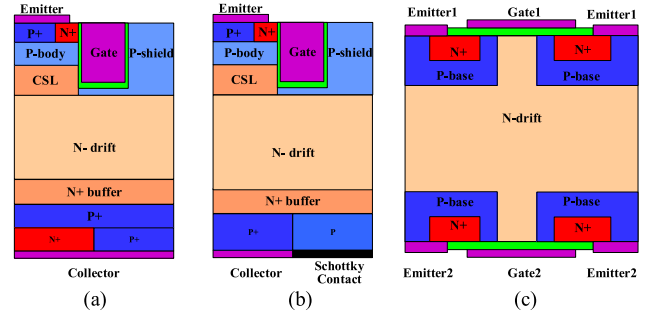 Emitter
P+ N+
Gate
P-shield
P-body
CSL
N- drift
N+ buffer
P+
N+ P+
Collector
(a)
Emitter
P+ N+
Gate
P-shield
P-body
CSL
N- drift
N+ buffer
P+ P
Collector
Schottky
Contact
(b)
Emitter1 Gate1 Emitter1
N+ N+
P-base P-base
N-drift
P-base P-base
N+ N+
Emitter2 Gate2 Emitter2
(c)